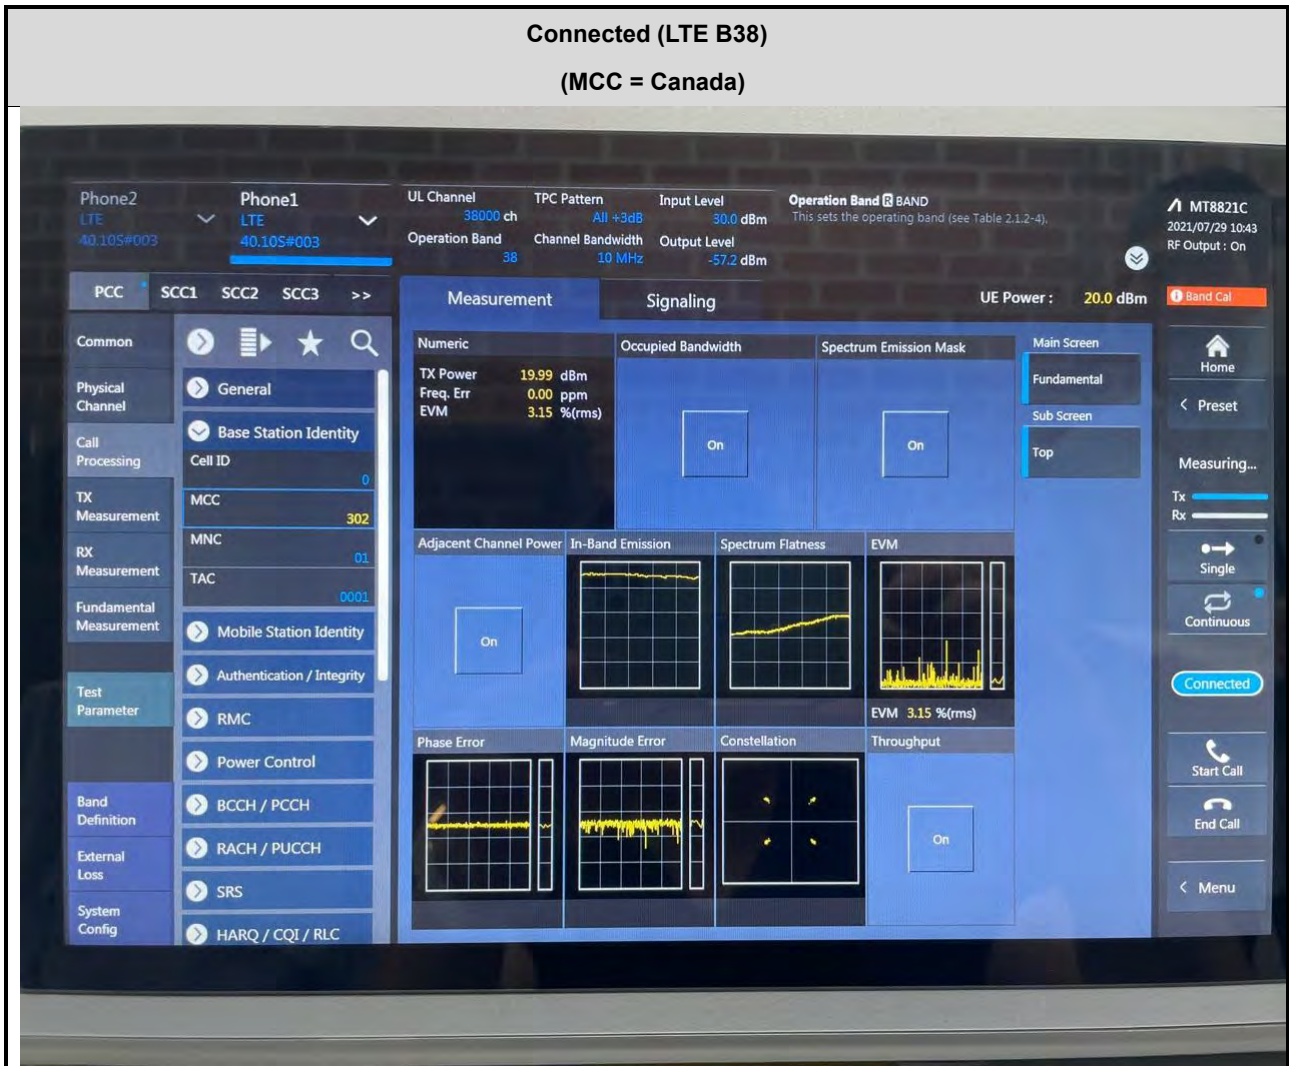 Connected (LTE B38)
(MCC = Canada)
Phone2
LTE
40.10S#003
Phone1
LTE
40.10S#003
UL Channel
38000 ch
Operation Band
38
TPC Pattern
All +3dB
Channel Bandwidth
10 MHz
Input Level
30.0 dBm
Output Level
-57.2 dBm
Operation Band R BAND
This sets the operating band (see Table 2.1.2-4).
MT8821C
2021/07/29 10:43
RF Output : On
PCC SCC1 SCC2 SCC3 >>
Measurement
Signaling
UE Power : 20.0 dBm
Band Cal
Common
Physical
Channel
Call
Processing
TX
Measurement
RX
Measurement
Fundamental
Measurement
Test
Parameter
Band
Definition
External
Loss
System
Config
General
Base Station Identity
Cell ID
0
MCC
302
MNC
01
TAC
0001
Mobile Station Identity
Authentication / Integrity
RMC
Power Control
BCCH / PCCH
RACH / PUCCH
SRS
HARQ / CQI / RLC
Numeric
TX Power 19.99 dBm
Freq. Err 0.00 ppm
EVM 3.15 %(rms)
Occupied Bandwidth
On
Spectrum Emission Mask
On
Main Screen
Fundamental
Sub Screen
Top
Adjacent Channel Power
On
In-Band Emission
Spectrum Flatness
EVM
EVM 3.15 %(rms)
Phase Error
Magnitude Error
Constellation
Throughput
On
Home
< Preset
Measuring...
Tx
Rx
Single
Continuous
Connected
Start Call
End Call
< Menu